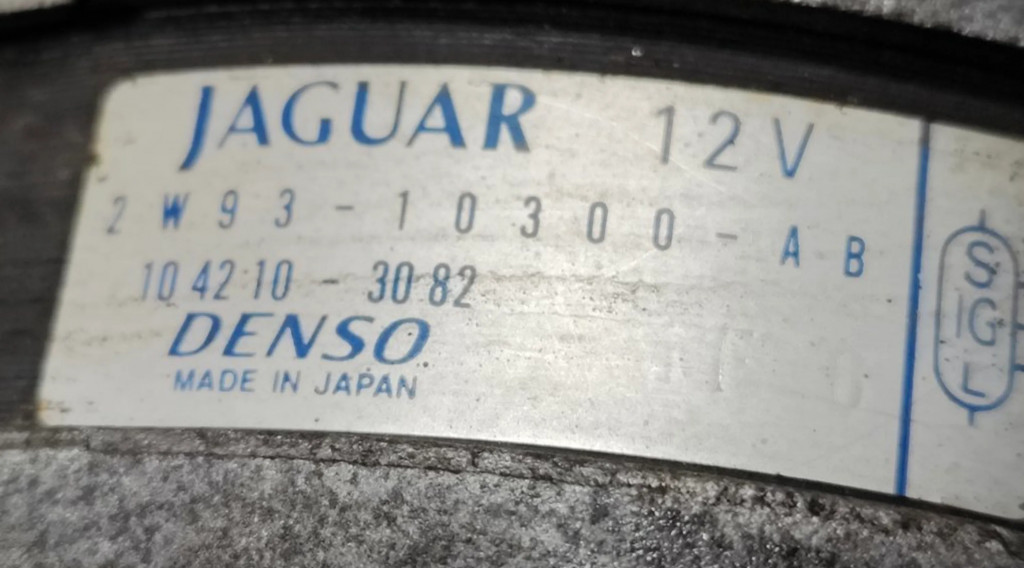 JAGUAR 12V
2W93-10300-AB
104210-3082
DENSO
MADE IN JAPAN
S
IG
L